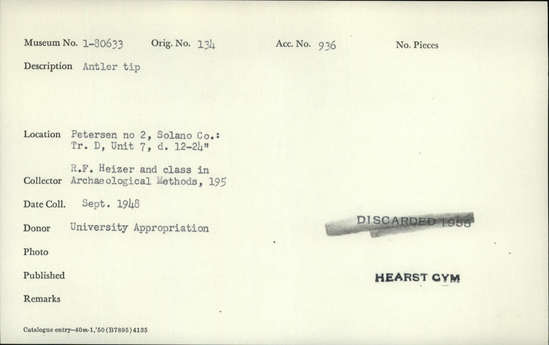 Museum No. 1-80633 Orig. No. 134 Acc. No. 936 No. Pieces
Description Antler tip
Location Petersen no 2, Solano Co.:
Tr. D, Unit 7, d. 12-24"
R.F. Heizer and class in
Collector Archaeological Methods, 195
Date Coll. Sept. 1948
Donor University Appropriation
DISCARDED
Photo
Published
HEARST GYM
Remarks
Catalogue entry—40m-1,'50 (B7895) 4135